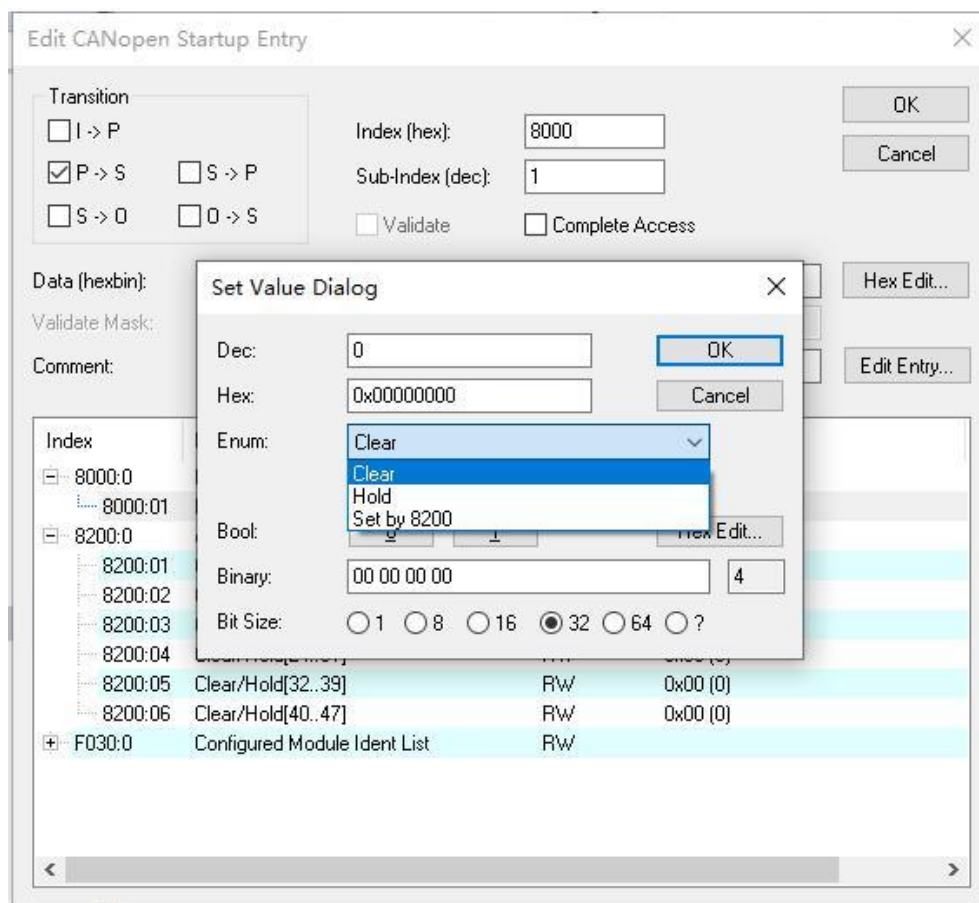 Edit CANopen Startup Entry
Transition
I -> P
P -> S
S -> P
S -> O
O -> S
Index (hex):
8000
Sub-Index (dec):
1
Validate
Complete Access
OK
Cancel
Data (hexbin):
Hex Edit...
Validate Mask:
Comment:
Edit Entry...
Set Value Dialog
Dec:
0
OK
Hex:
0x00000000
Cancel
Enum:
Clear
Clear
Hold
Set by 8200
Bool:
Hex Edit...
Binary:
00 00 00 00
4
Bit Size:
1
8
16
32
64
?
Index
8000:0
8000:01
8200:0
8200:01
8200:02
8200:03
8200:04
8200:05 Clear/Hold[32..39] RW 0x00 (0)
8200:06 Clear/Hold[40..47] RW 0x00 (0)
F030:0 Configured Module Ident List RW